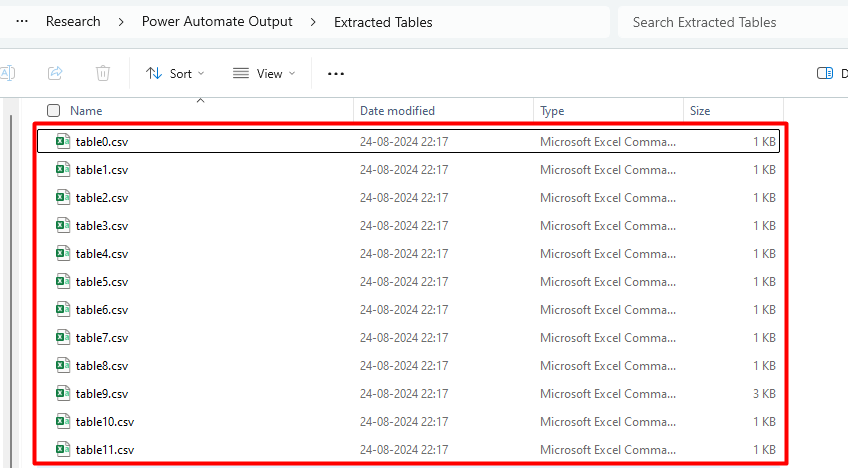 ... Research > Power Automate Output > Extracted Tables Search Extracted Tables
Sort View ...
Name Date modified Type Size
table0.csv 24-08-2024 22:17 Microsoft Excel Comma... 1 KB
table1.csv 24-08-2024 22:17 Microsoft Excel Comma... 1 KB
table2.csv 24-08-2024 22:17 Microsoft Excel Comma... 1 KB
table3.csv 24-08-2024 22:17 Microsoft Excel Comma... 1 KB
table4.csv 24-08-2024 22:17 Microsoft Excel Comma... 1 KB
table5.csv 24-08-2024 22:17 Microsoft Excel Comma... 1 KB
table6.csv 24-08-2024 22:17 Microsoft Excel Comma... 1 KB
table7.csv 24-08-2024 22:17 Microsoft Excel Comma... 1 KB
table8.csv 24-08-2024 22:17 Microsoft Excel Comma... 1 KB
table9.csv 24-08-2024 22:17 Microsoft Excel Comma... 3 KB
table10.csv 24-08-2024 22:17 Microsoft Excel Comma... 1 KB
table11.csv 24-08-2024 22:17 Microsoft Excel Comma... 1 KB